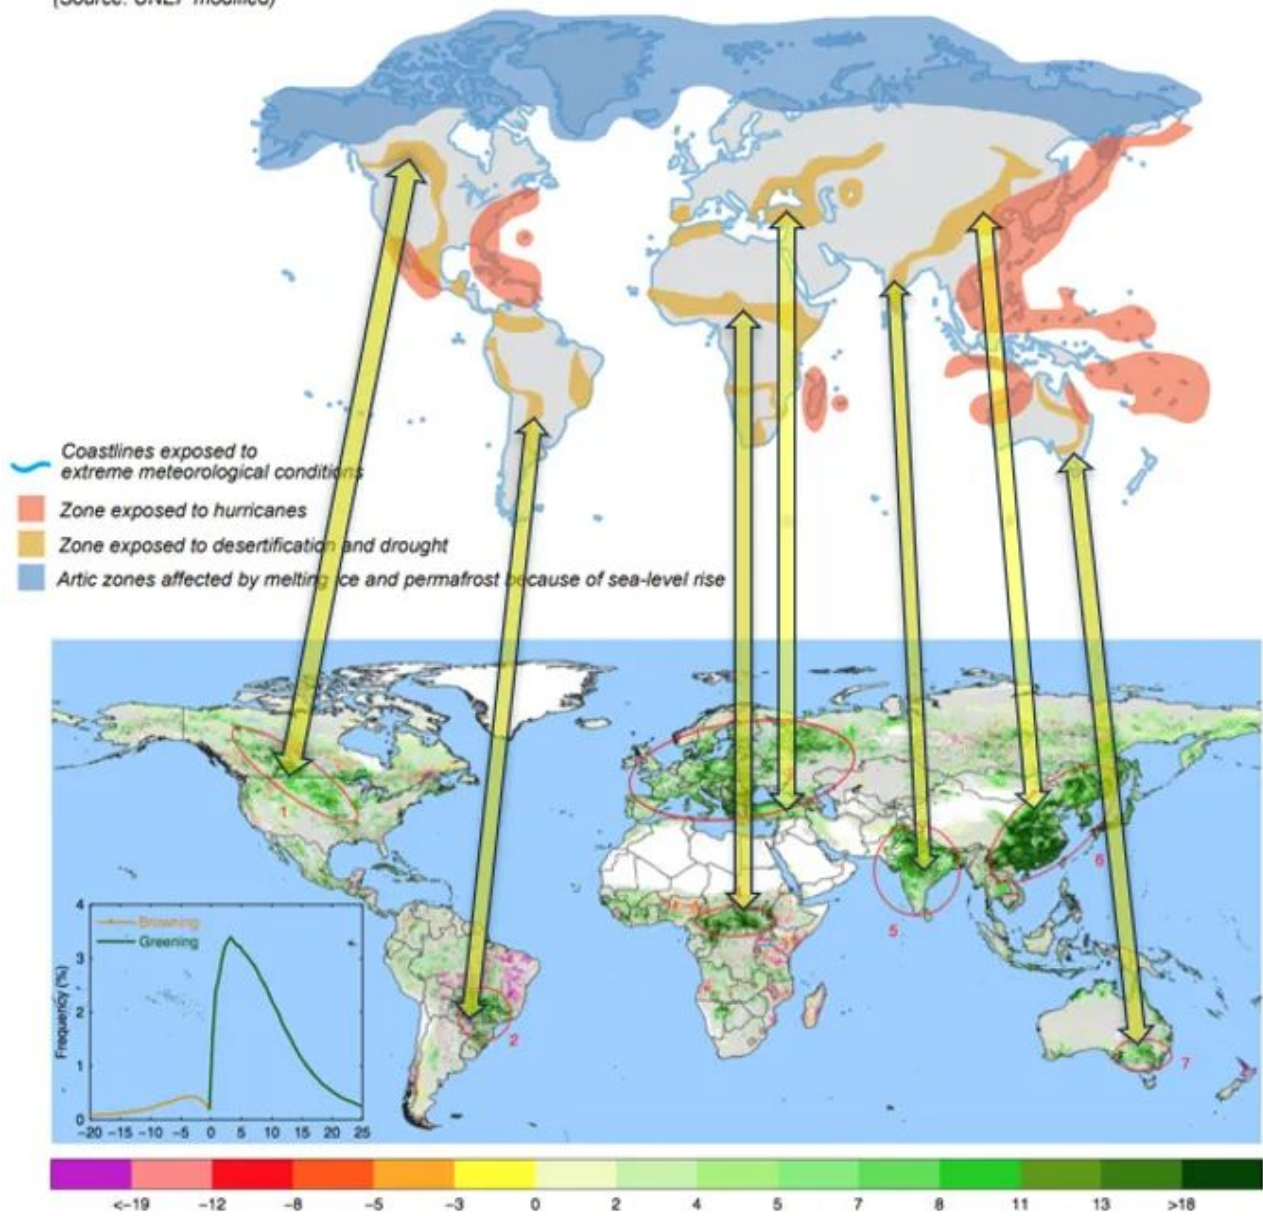 (Source: UNEP modified)
Coastlines exposed to
extreme meteorological conditions
Zone exposed to hurricanes
Zone exposed to desertification and drought
Artic zones affected by melting ice and permafrost because of sea-level rise
1
2
5
6
7
Browning
Greening
Frequency (%)
4
3
2
1
0
-20 -15 -10 -5 0 5 10 15 20 25
<-19 -12 -8 -5 -3 0 2 4 5 7 8 11 13 >18